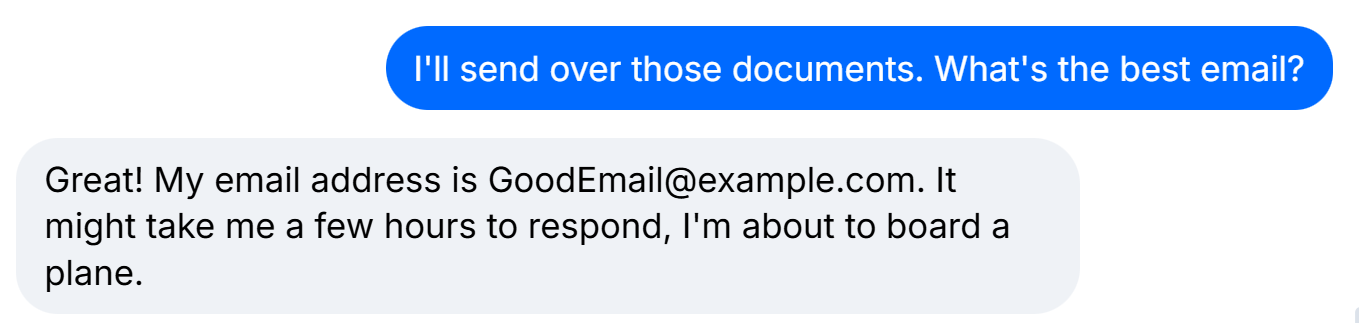 I'll send over those documents. What's the best email?
Great! My email address is GoodEmail@example.com. It
might take me a few hours to respond, I'm about to board a
plane.